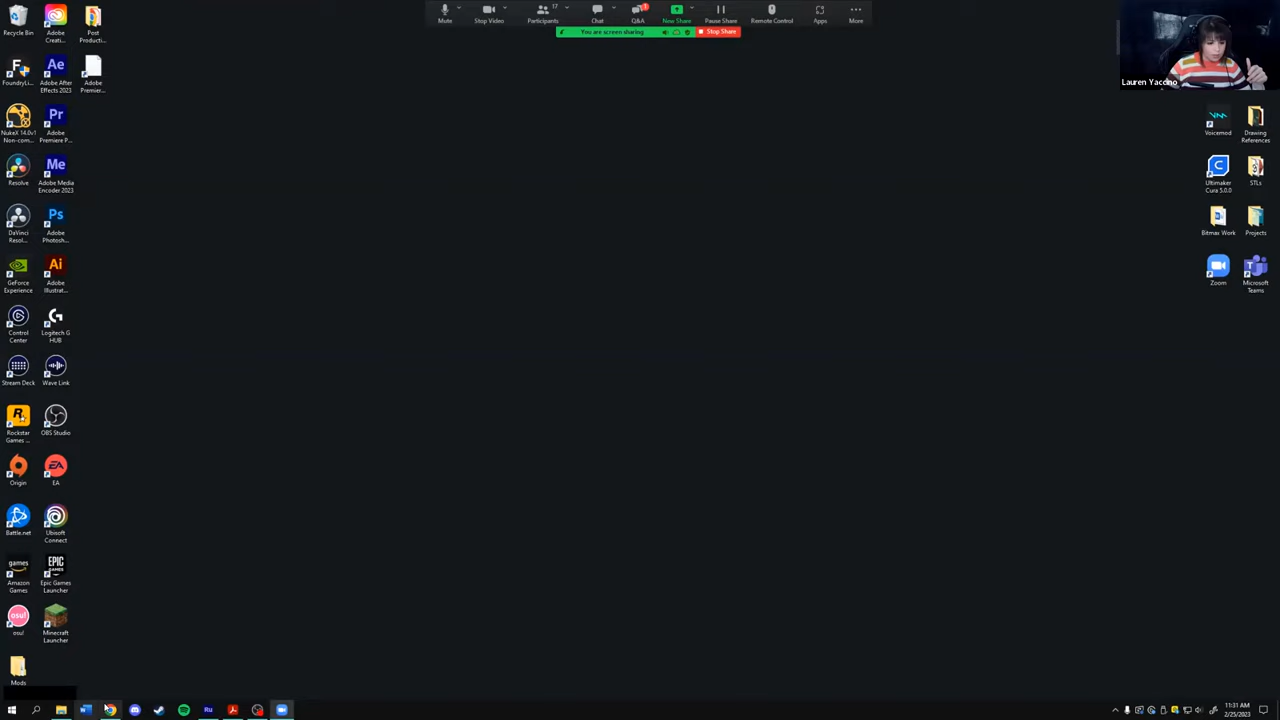 Mute
Stop Video
Participants
17
Chat
Q&A
New Share
Pause Share
Remote Control
Apps
More
You are screen sharing
Stop Share
Lauren Yaccino
Recycle Bin
Adobe
Creati...
Post
Producti...
FoundryLi...
Adobe After
Effects 2023
Adobe
Premier...
NukeX 14.0v1
Non-com...
Adobe
Premiere P...
Resolve
Adobe Media
Encoder 2023
DaVinci
Resol...
Adobe
Photosh...
GeForce
Experience
Adobe
Illustrat...
Control
Center
Logitech G
HUB
Stream Deck
Wave Link
Rockstar
Games ...
OBS Studio
Origin
EA
Battle.net
Ubisoft
Connect
Amazon
Games
Epic Games
Launcher
osu!
Minecraft
Launcher
Mods
Voicemod
Drawing
References
Ultimaker
Cura 5.0.0
STLs
Bitmax Work
Projects
Zoom
Microsoft
Teams
11:31 AM
2/25/2023